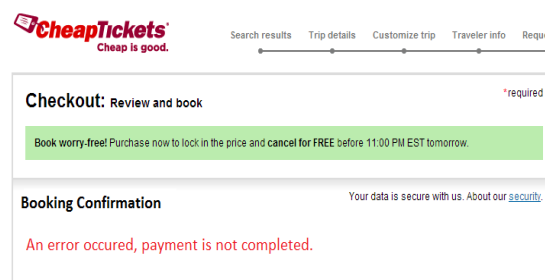 CheapTickets
Cheap is good.
Search results Trip details Customize trip Traveler info
Checkout: Review and book
*required
Book worry-free! Purchase now to lock in the price and cancel for FREE before 11:00 PM EST tomorrow.
Booking Confirmation
Your data is secure with us. About our security.
An error occured, payment is not completed.